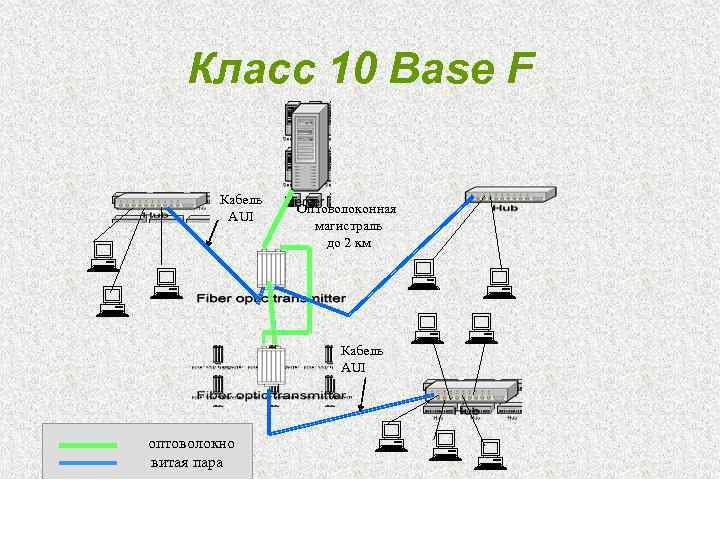 Класс 10 Base F
Кабель
AUI
Оптоволоконная
магистраль
до 2 км
Hub
Hub
Fiber optic transmitter
Кабель
AUI
Fiber optic transmitter
Hub
оптоволокно
витая пара